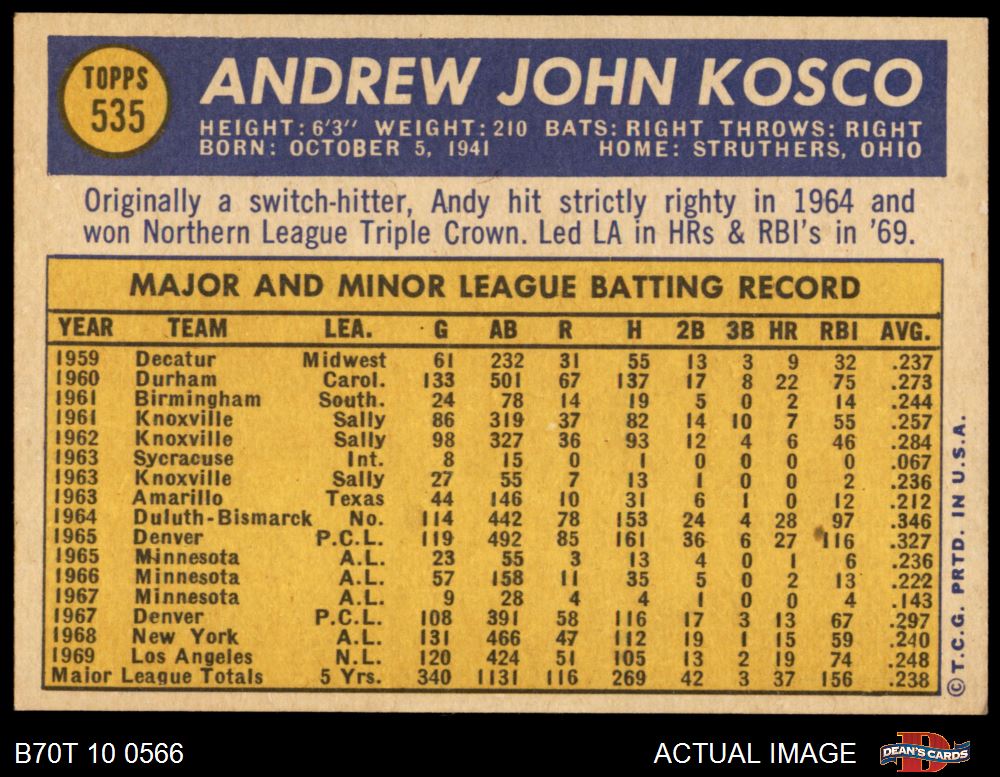 TOPPS
535
ANDREW JOHN KOSCO
HEIGHT: 6'3" WEIGHT: 210 BATS: RIGHT THROWS: RIGHT
BORN: OCTOBER 5, 1941 HOME: STRUTHERS, OHIO
Originally a switch-hitter, Andy hit strictly righty in 1964 and
won Northern League Triple Crown. Led LA in HRs & RBI's in '69.
MAJOR AND MINOR LEAGUE BATTING RECORD
YEAR TEAM LEA. G AB R H 2B 3B HR RBI AVG.
1959 Decatur Midwest 61 232 31 55 13 3 9 32 .237
1960 Durham Carol. 133 501 67 137 17 8 22 75 .273
1961 Birmingham South. 24 78 14 19 5 0 2 14 .244
1961 Knoxville Sally 86 319 37 82 14 10 7 55 .257
1962 Knoxville Sally 98 327 36 93 12 4 6 46 .284
1963 Sycracuse Int. 8 15 0 1 0 0 0 0 .067
1963 Knoxville Sally 27 55 7 13 1 0 0 2 .236
1963 Amarillo Texas 44 146 10 31 6 1 0 12 .212
1964 Duluth-Bismarck No. 114 442 78 153 24 4 28 97 .346
1965 Denver P.C.L. 119 492 85 161 36 6 27 116 .327
1965 Minnesota A.L. 23 55 3 13 4 0 1 6 .236
1966 Minnesota A.L. 57 158 11 35 5 0 2 13 .222
1967 Minnesota A.L. 9 28 4 4 1 0 0 4 .143
1967 Denver P.C.L. 108 391 58 116 17 3 13 67 .297
1968 New York A.L. 131 466 47 112 19 1 15 59 .240
1969 Los Angeles N.L. 120 424 51 105 13 2 19 74 .248
Major League Totals 5 Yrs. 340 1131 116 269 42 3 37 156 .238
© T.C.G. PRTD. IN U.S.A.
B70T 10 0566
ACTUAL IMAGE
DEAN'S CARDS